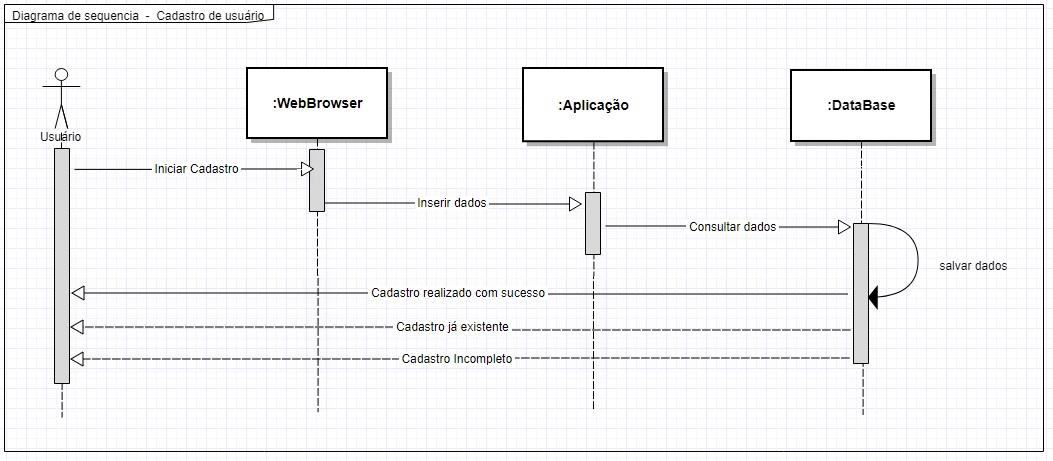 Diagrama de sequencia - Cadastro de usuário
Usuário
:WebBrowser
:Aplicação
:DataBase
Iniciar Cadastro
Inserir dados
Consultar dados
salvar dados
Cadastro realizado com sucesso
Cadastro já existente
Cadastro Incompleto